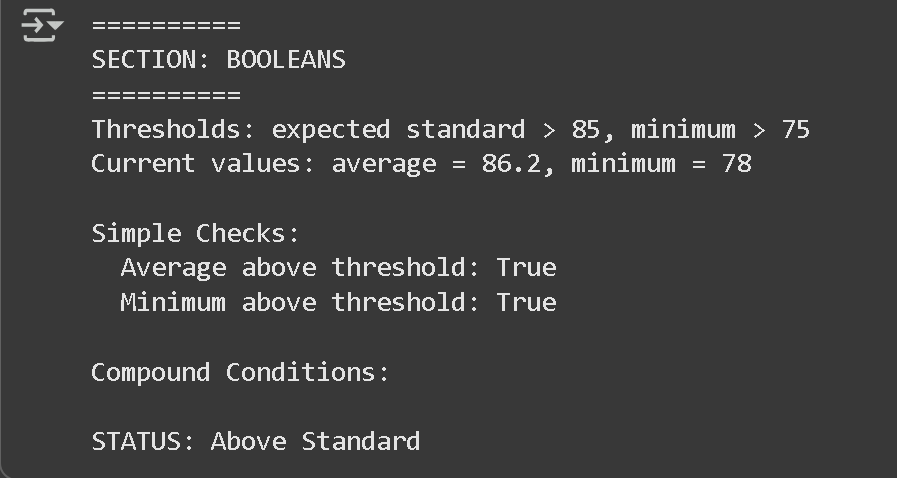 ==========
SECTION: BOOLEANS
==========
Thresholds: expected standard > 85, minimum > 75
Current values: average = 86.2, minimum = 78

Simple Checks:
  Average above threshold: True
  Minimum above threshold: True

Compound Conditions:

STATUS: Above Standard